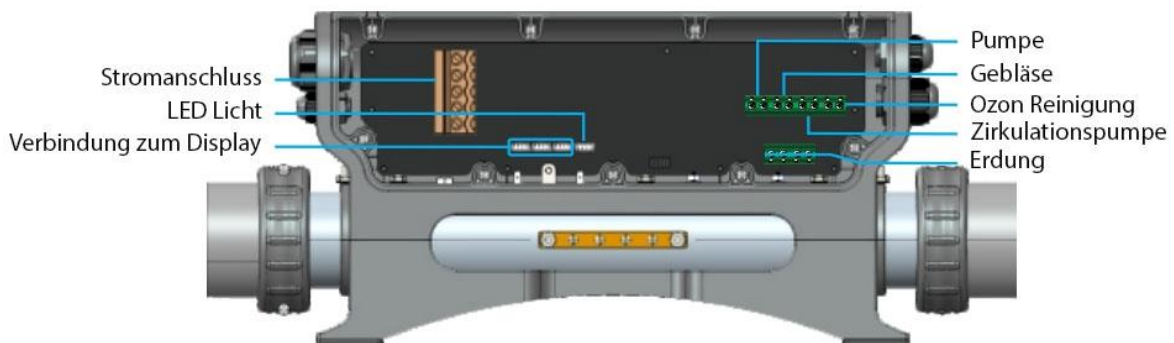 Stromanschluss
LED Licht
Verbindung zum Display
Pumpe
Gebläse
Ozon Reinigung
Zirkulationspumpe
Erdung